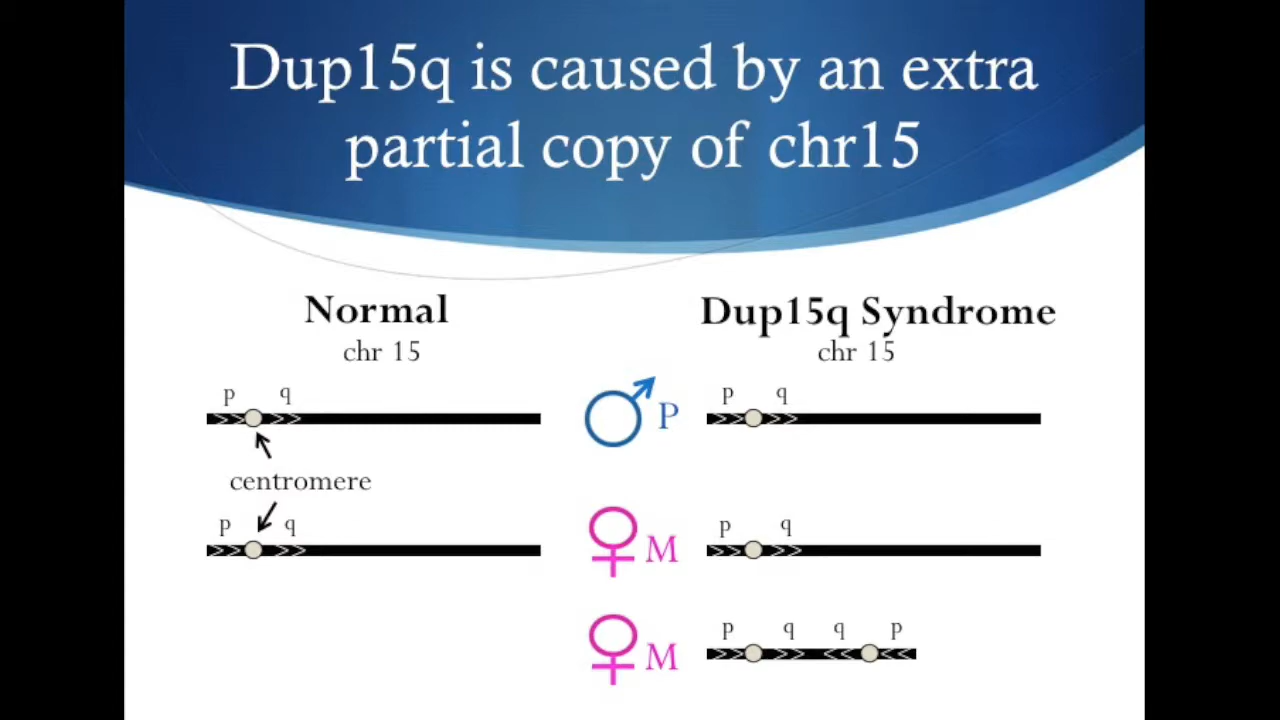 Dup15q is caused by an extra
partial copy of chr15
Normal
chr 15
Dup15q Syndrome
chr 15
p q
P
p q
centromere
p q
M
p q
M
p q q p